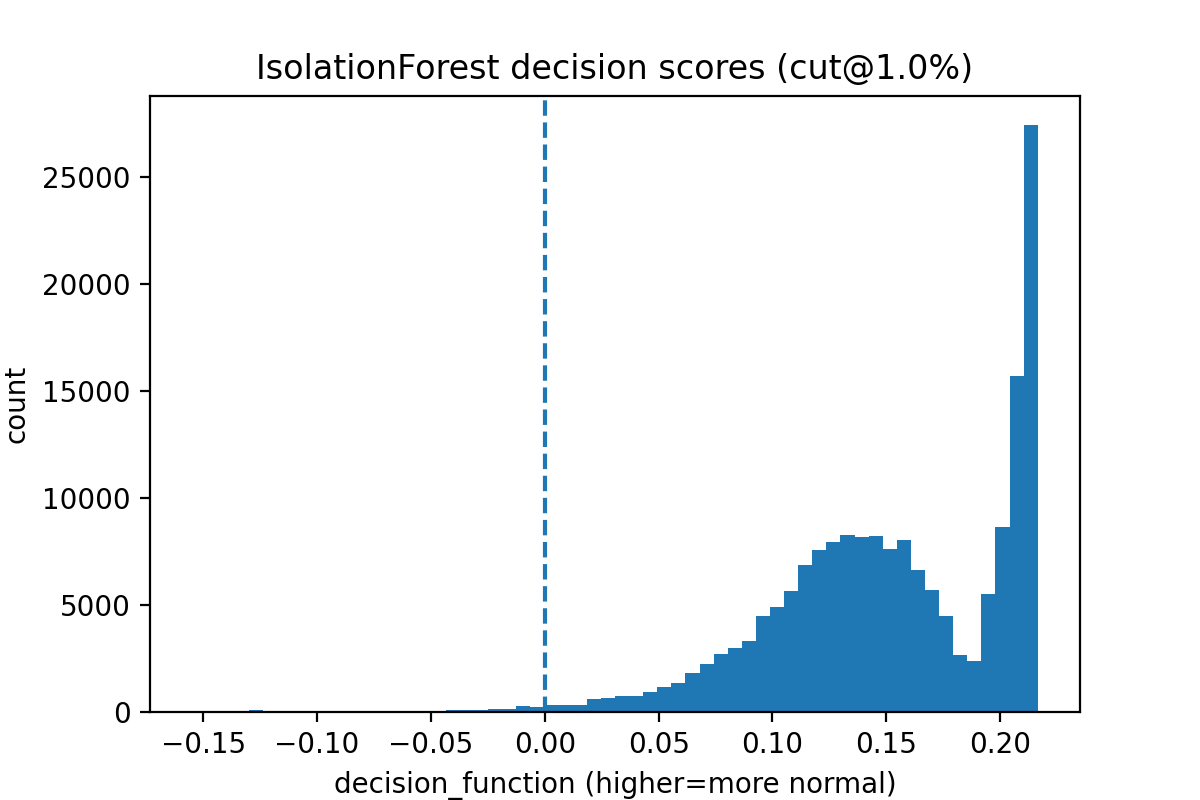 IsolationForest decision scores (cut@1.0%)
25000
20000
15000
10000
5000
0
count
−0.15 −0.10 −0.05 0.00 0.05 0.10 0.15 0.20
decision_function (higher=more normal)